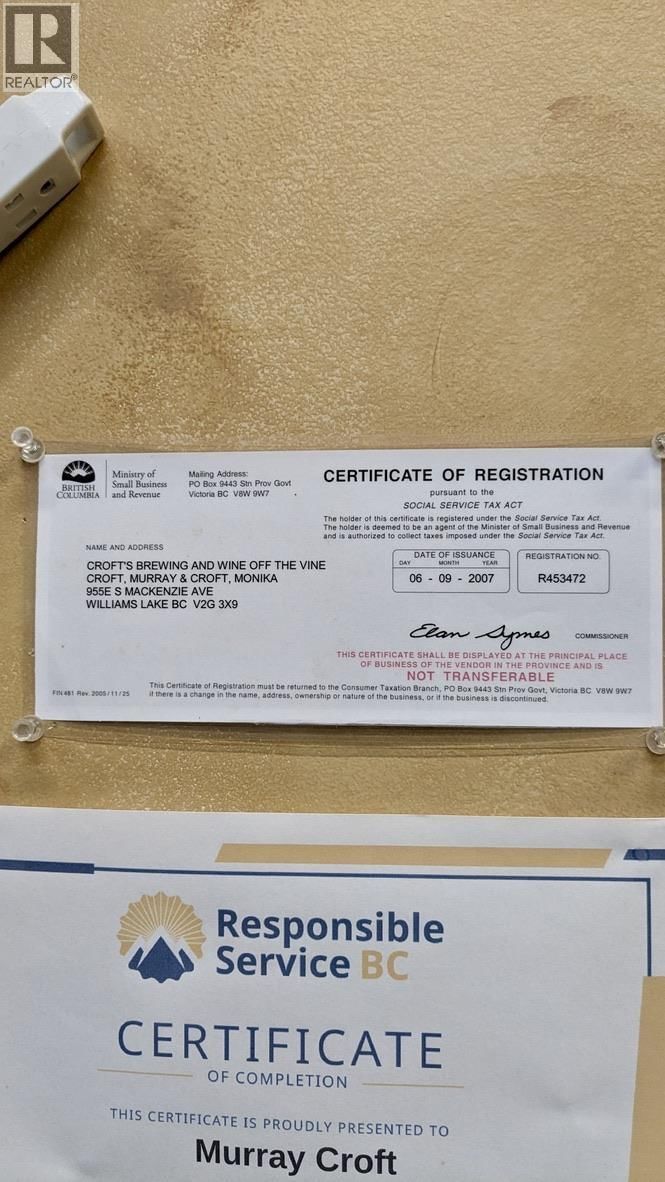 R
REALTOR®
BRITISH
COLUMBIA
Ministry of
Small Business
and Revenue
Mailing Address:
PO Box 9443 Stn Prov Govt
Victoria BC V8W 9W7
CERTIFICATE OF REGISTRATION
pursuant to the
SOCIAL SERVICE TAX ACT
The holder of this certificate is registered under the Social Service Tax Act.
The holder is deemed to be an agent of the Minister of Small Business and Revenue
and is authorized to collect taxes imposed under the Social Service Tax Act.
NAME AND ADDRESS
CROFT'S BREWING AND WINE OFF THE VINE
CROFT, MURRAY & CROFT, MONIKA
955E S MACKENZIE AVE
WILLIAMS LAKE BC V2G 3X9
DATE OF ISSUANCE
DAY MONTH YEAR
06 - 09 - 2007
REGISTRATION NO.
R453472
Elan Symes
COMMISSIONER
THIS CERTIFICATE SHALL BE DISPLAYED AT THE PRINCIPAL PLACE
OF BUSINESS OF THE VENDOR IN THE PROVINCE AND IS
NOT TRANSFERABLE
FIN 481 Rev. 2005 / 11 / 25
This Certificate of Registration must be returned to the Consumer Taxation Branch, PO Box 9443 Stn Prov Govt, Victoria BC V8W 9W7
if there is a change in the name, address, ownership or nature of the business, or if the business is discontinued.
Responsible
Service BC
CERTIFICATE
OF COMPLETION
THIS CERTIFICATE IS PROUDLY PRESENTED TO
Murray Croft